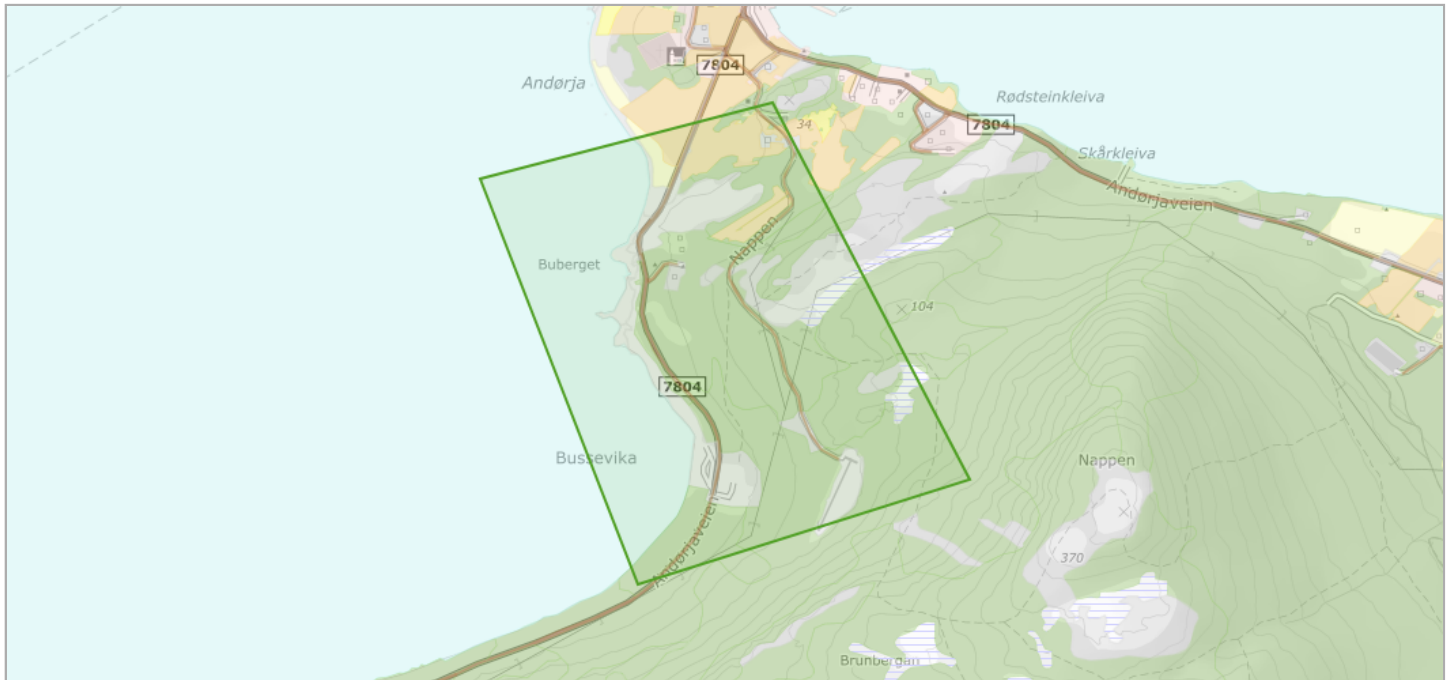 7804
Andørja
Rødsteinkleiva
34
7804
Skårkleiva
Andørjaveien
Nappen
Buberget
104
7804
Bussevika
Nappen
Andørjaveien
370
Brunbergan